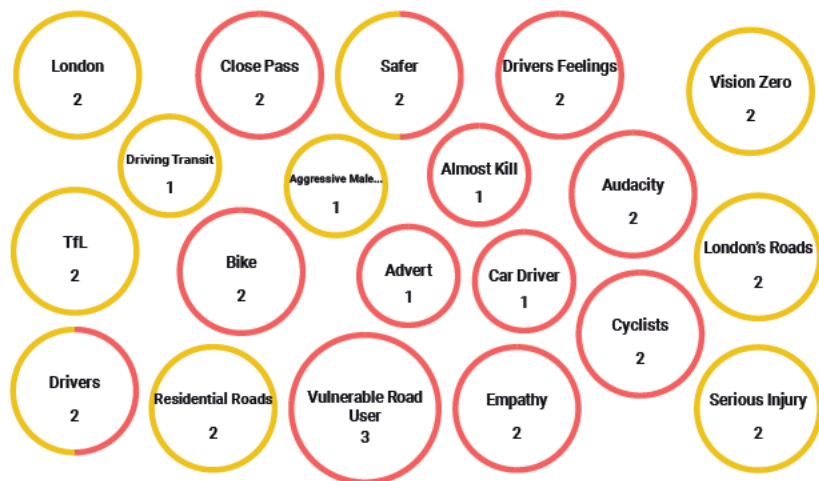 London
2
Close Pass
2
Safer
2
Drivers Feelings
2
Vision Zero
2
Driving Transit
1
Aggressive Male...
1
Almost Kill
1
Audacity
2
TfL
2
Bike
2
Advert
1
Car Driver
1
London's Roads
2
Cyclists
2
Drivers
2
Residential Roads
2
Vulnerable Road
User
3
Empathy
2
Serious Injury
2